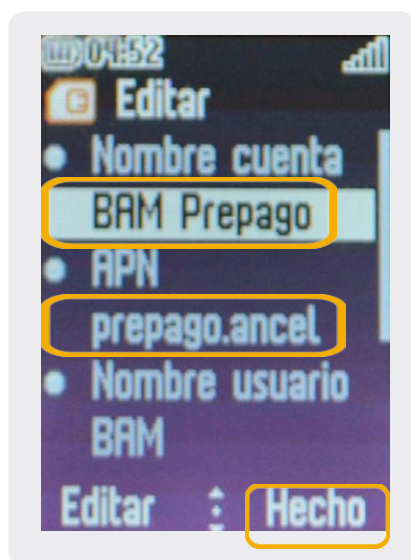 04:52
Editar
Nombre cuenta
BAM Prepago
APN
prepago.ancel
Nombre usuario
BAM
Editar
Hecho